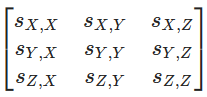 s_{X,X} s_{X,Y} s_{X,Z}
s_{Y,X} s_{Y,Y} s_{Y,Z}
s_{Z,X} s_{Z,Y} s_{Z,Z}